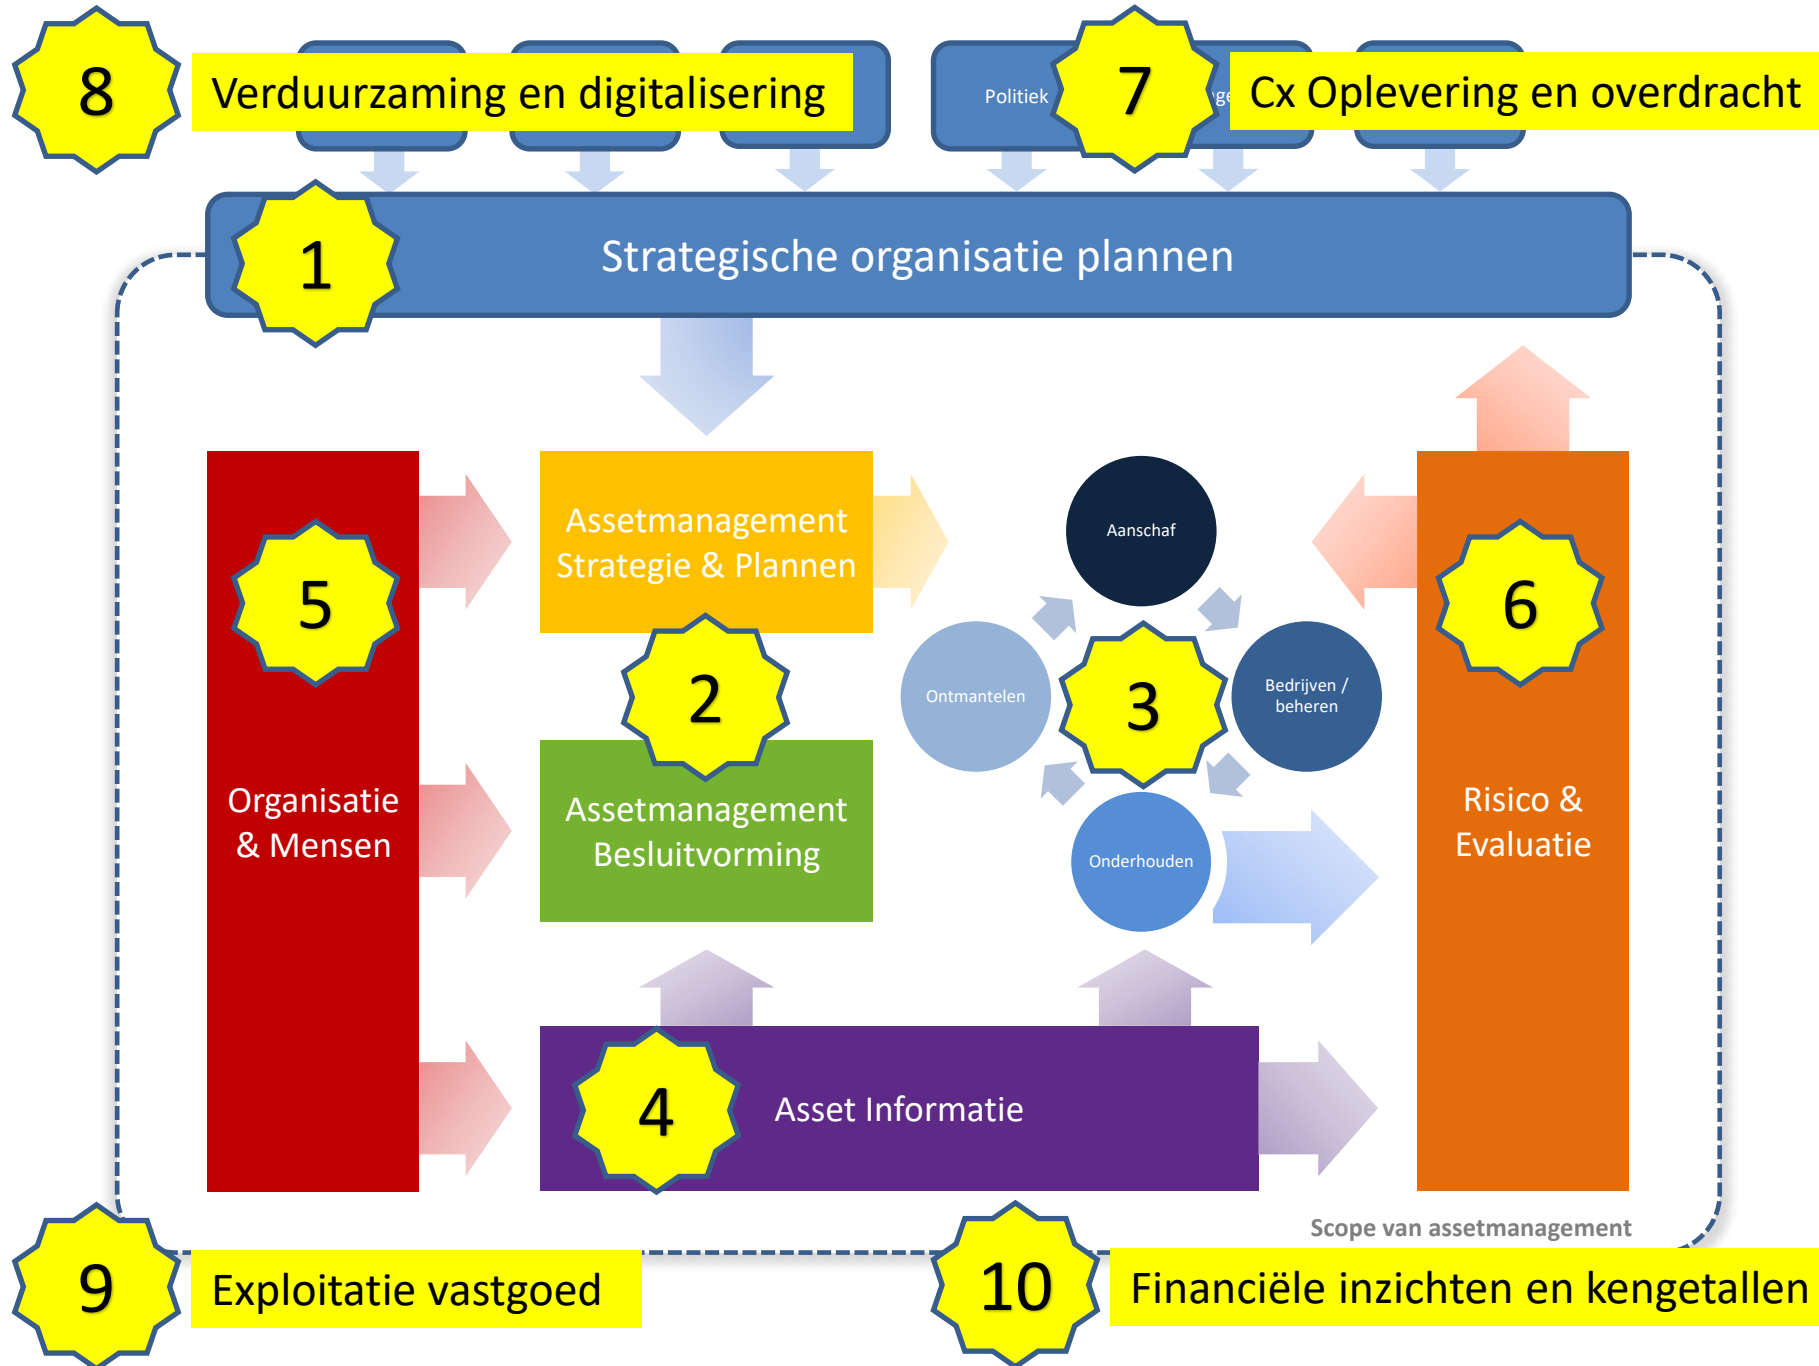 8
Verduurzaming en digitalisering
Politiek
7
Cx Oplevering en overdracht
1
Strategische organisatie plannen
5
Organisatie
& Mensen
Assetmanagement
Strategie & Plannen
2
Assetmanagement
Besluitvorming
Aanschaf
Ontmantelen
3
Bedrijven /
beheren
Onderhouden
6
Risico &
Evaluatie
4
Asset Informatie
Scope van assetmanagement
9
Exploitatie vastgoed
10
Financiële inzichten en kengetallen